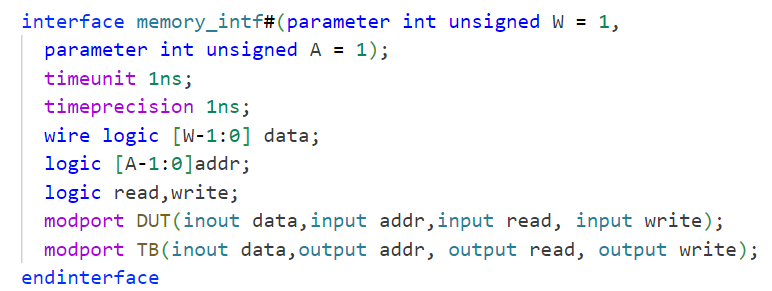 interface memory_intf#(parameter int unsigned W = 1,
parameter int unsigned A = 1);
timeunit 1ns;
timeprecision 1ns;
wire logic [W-1:0] data;
logic [A-1:0]addr;
logic read,write;
modport DUT(inout data,input addr,input read, input write);
modport TB(inout data,output addr, output read, output write);
endinterface